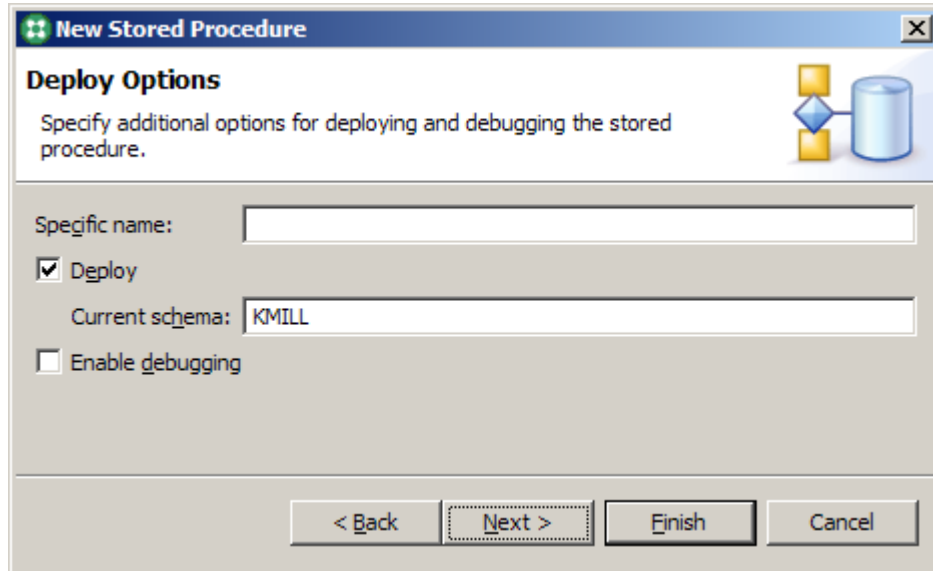 New Stored Procedure
Deploy Options
Specify additional options for deploying and debugging the stored
procedure.
Specific name:
Deploy
Current schema: KMILL
Enable debugging
< Back Next > Finish Cancel